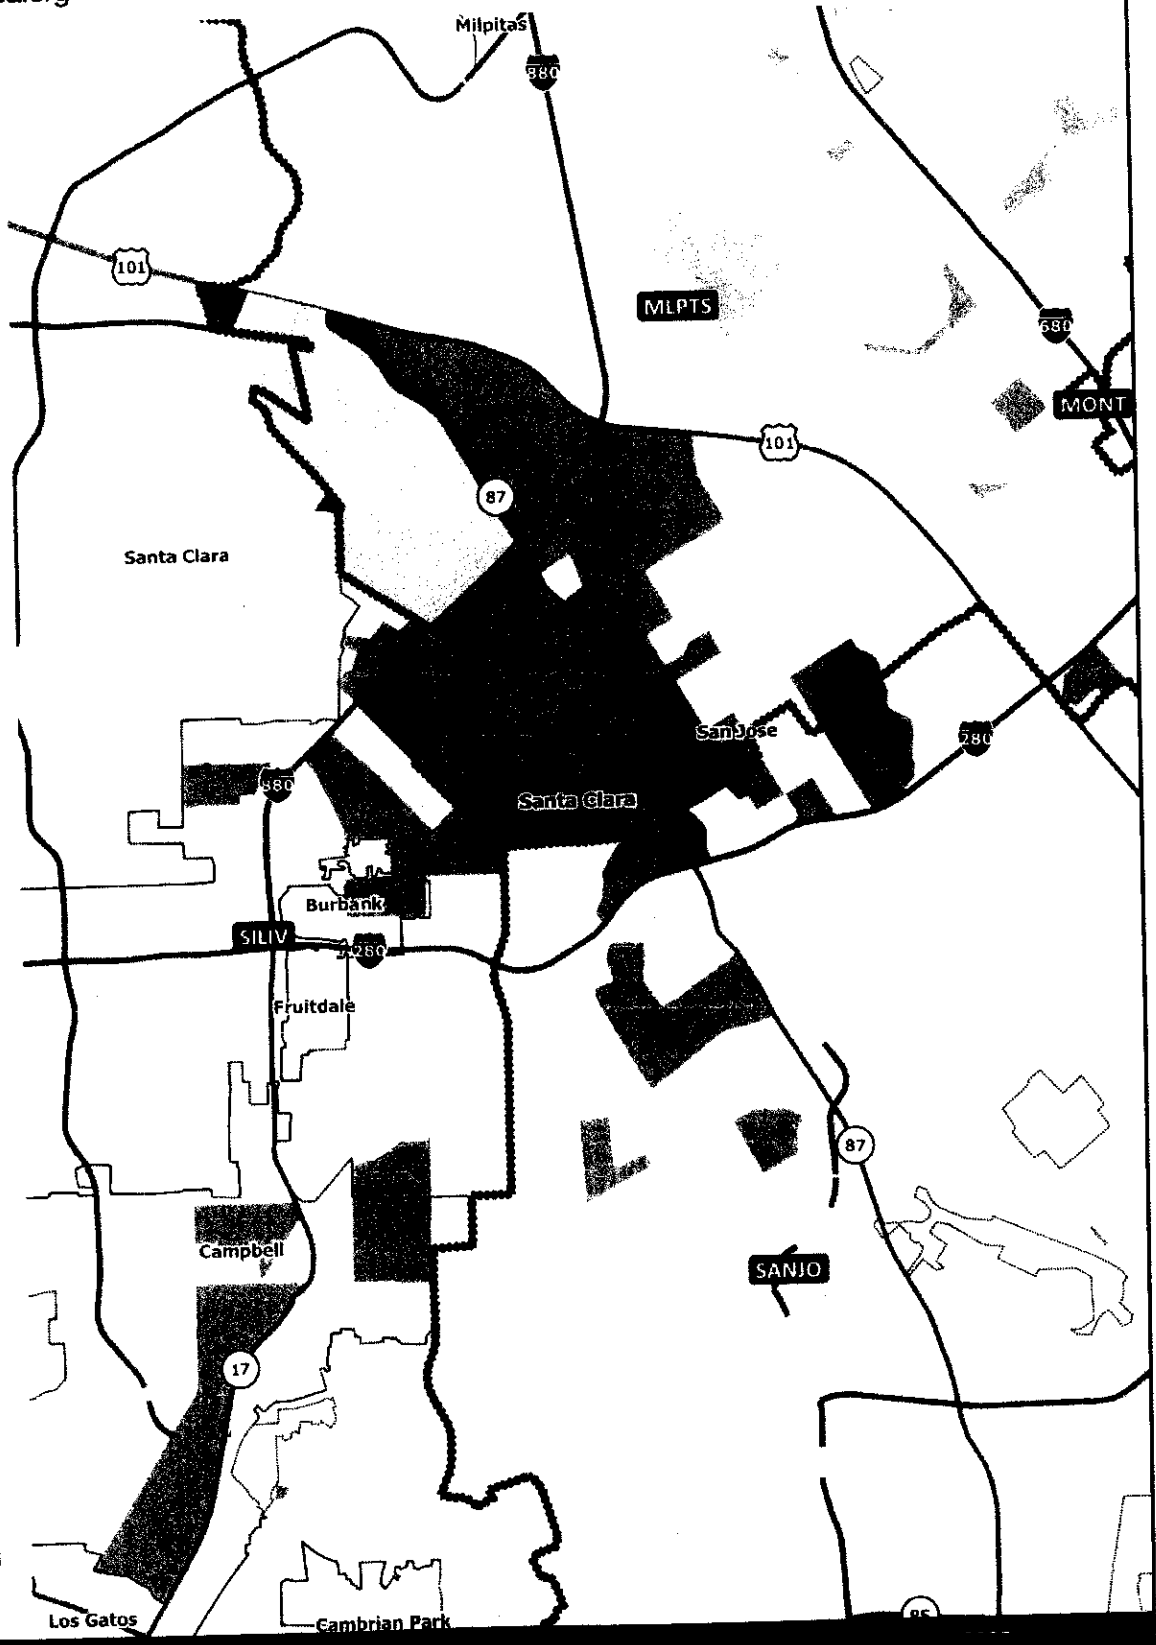 Milpitas
880
101
MLPTS
680
MONT
101
87
Santa Clara
San Jose
280
880
Santa Clara
Burbank
SILIV
280
Fruitdale
87
Campbell
SANJO
17
Los Gatos
Cambrian Park
85